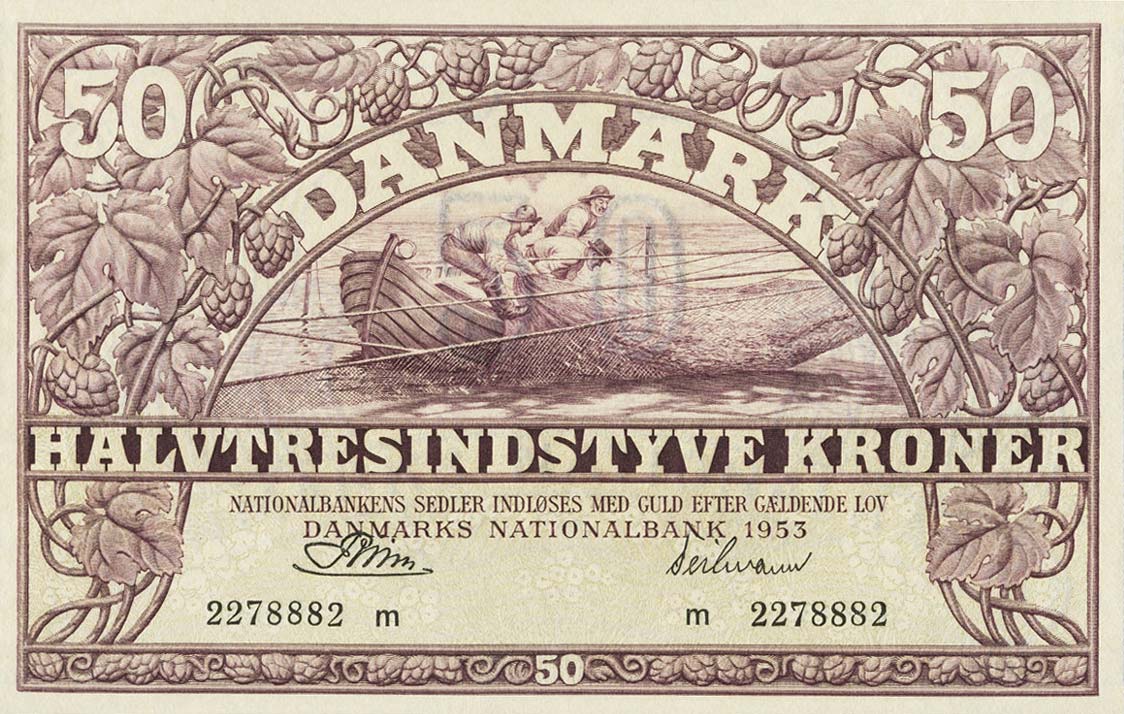 50 50
DANMARK
50
HALVTRESINDSTYVE KRONER
NATIONALBANKENS SEDLER INDLØSES MED GULD EFTER GÆLDENDE LOV
DANMARKS NATIONALBANK 1953
2278882 m m 2278882
50